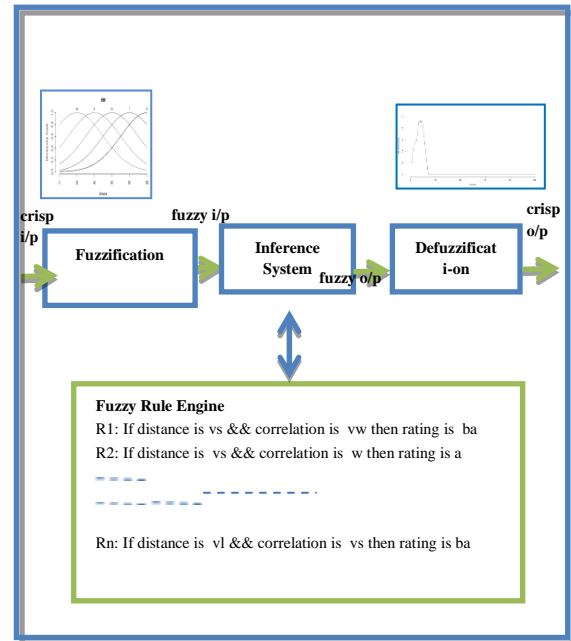 crisp
i/p
Fuzzification
fuzzy i/p
Inference
System
fuzzy o/p
Defuzzificat
i-on
crisp
o/p
Fuzzy Rule Engine
R1: If distance is vs && correlation is vw then rating is ba
R2: If distance is vs && correlation is w then rating is a
Rn: If distance is vl && correlation is vs then rating is ba